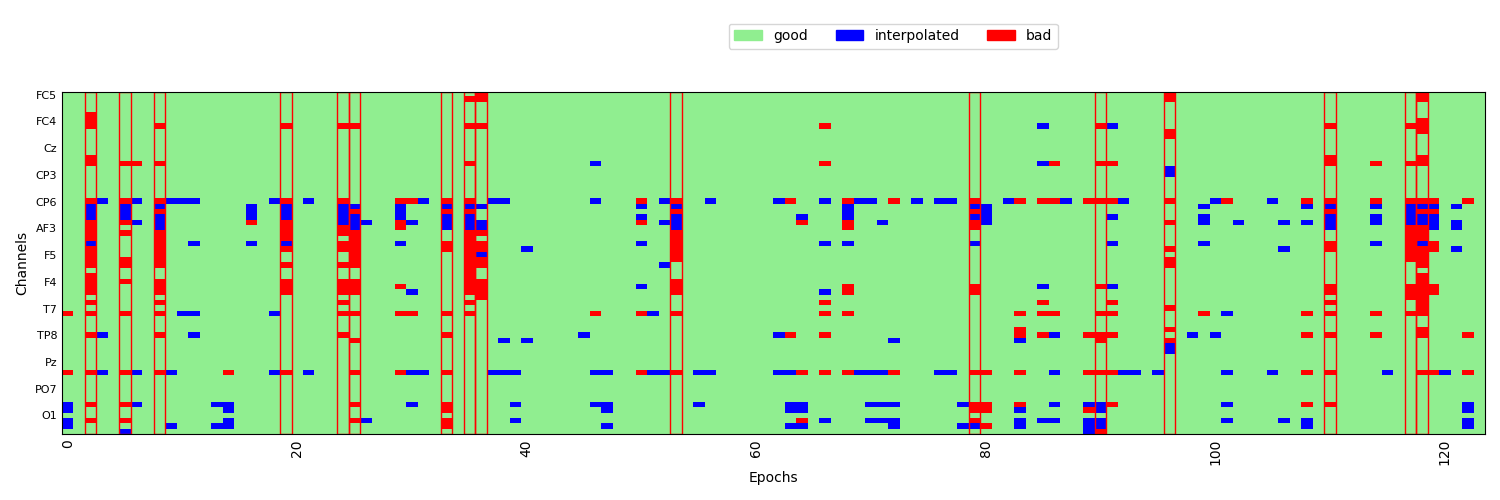 good interpolated bad
FC5
FC4
Cz
CP3
CP6
AF3
F5
F4
T7
TP8
Pz
PO7
O1
Channels
0 20 40 60 80 100 120
Epochs